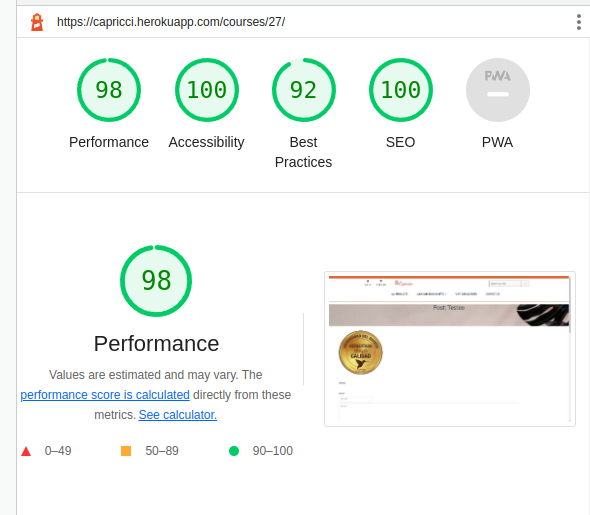 https://capricci.herokuapp.com/courses/27/
98
100
92
100
PWA
Performance
Accessibility
Best
Practices
SEO
PWA
98
Performance
Values are estimated and may vary. The
performance score is calculated directly from these
metrics. See calculator.
0–49
50–89
90–100
CALIDAD